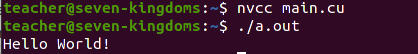 teacher@seven-kingdoms:~$ nvcc main.cu
teacher@seven-kingdoms:~$ ./a.out
Hello World!